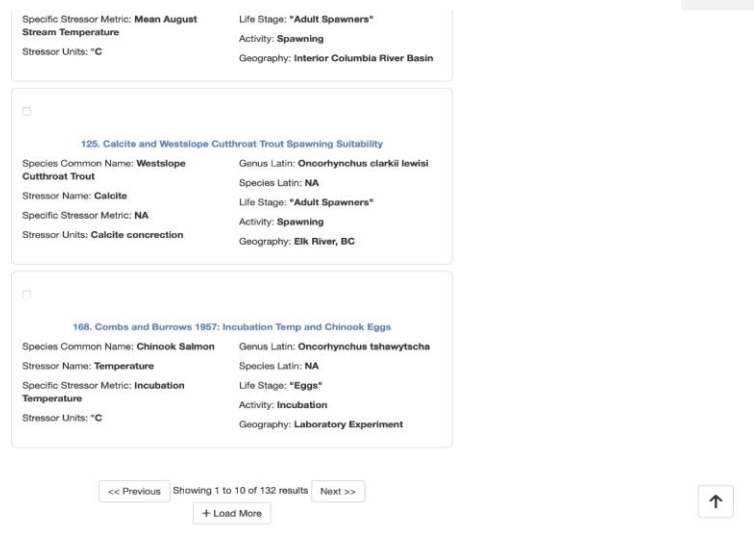 Specific Stressor Metric: Mean August
Stream Temperature
Stressor Units: °C
Life Stage: "Adult Spawners"
Activity: Spawning
Geography: Interior Columbia River Basin
125. Calcite and Westslope Cutthroat Trout Spawning Suitability
Species Common Name: Westslope
Cutthroat Trout
Stressor Name: Calcite
Specific Stressor Metric: NA
Stressor Units: Calcite concrection
Genus Latin: Oncorhynchus clarkii lewisi
Species Latin: NA
Life Stage: "Adult Spawners"
Activity: Spawning
Geography: Elk River, BC
168. Combs and Burrows 1957: Incubation Temp and Chinook Eggs
Species Common Name: Chinook Salmon
Stressor Name: Temperature
Specific Stressor Metric: Incubation
Temperature
Stressor Units: °C
Genus Latin: Oncorhynchus tshawytscha
Species Latin: NA
Life Stage: "Eggs"
Activity: Incubation
Geography: Laboratory Experiment
<< Previous Showing 1 to 10 of 132 results Next >>
+ Load More